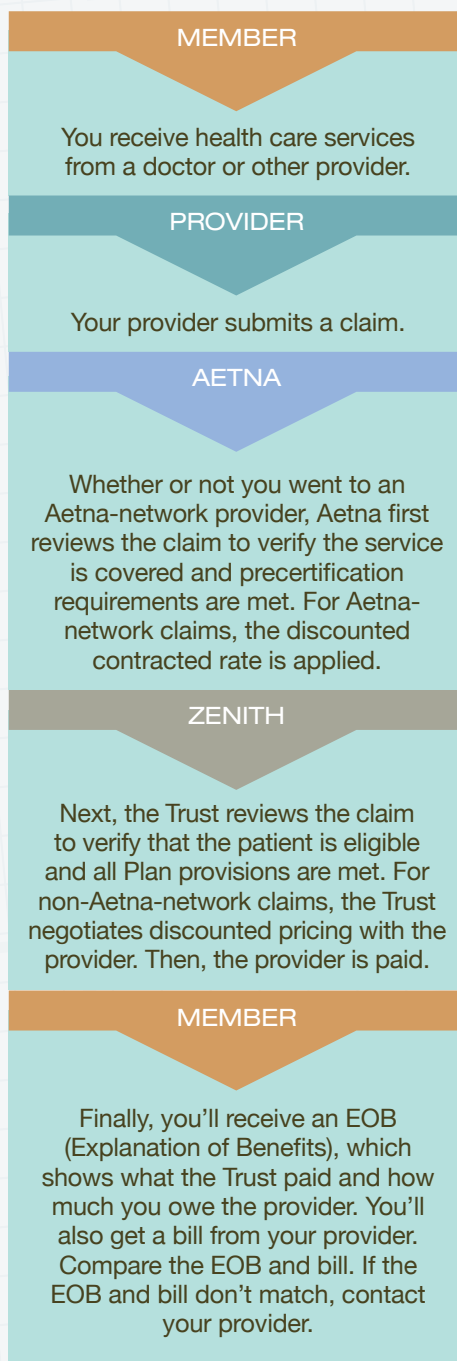 MEMBER
You receive health care services
from a doctor or other provider.
PROVIDER
Your provider submits a claim.
AETNA
Whether or not you went to an
Aetna-network provider, Aetna first
reviews the claim to verify the service
is covered and precertification
requirements are met. For Aetna-
network claims, the discounted
contracted rate is applied.
ZENITH
Next, the Trust reviews the claim
to verify that the patient is eligible
and all Plan provisions are met. For
non-Aetna-network claims, the Trust
negotiates discounted pricing with the
provider. Then, the provider is paid.
MEMBER
Finally, you’ll receive an EOB
(Explanation of Benefits), which
shows what the Trust paid and how
much you owe the provider. You’ll
also get a bill from your provider.
Compare the EOB and bill. If the
EOB and bill don’t match, contact
your provider.